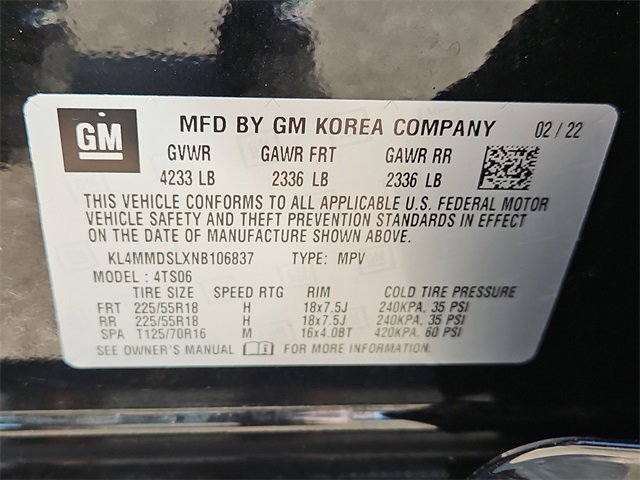 GM MFD BY GM KOREA COMPANY 02 / 22
GVWR GAWR FRT GAWR RR
4233 LB 2336 LB 2336 LB
THIS VEHICLE CONFORMS TO ALL APPLICABLE U.S. FEDERAL MOTOR
VEHICLE SAFETY AND THEFT PREVENTION STANDARDS IN EFFECT
ON THE DATE OF MANUFACTURE SHOWN ABOVE.
KL4MMDSLXNB106837 TYPE: MPV
MODEL : 4TS06
TIRE SIZE SPEED RTG RIM COLD TIRE PRESSURE
FRT 225/55R18 H 18x7.5J 240KPA, 35 PSI
RR 225/55R18 H 18x7.5J 240KPA, 35 PSI
SPA T125/70R16 M 16x4.0BT 420KPA, 60 PSI
SEE OWNER'S MANUAL FOR MORE INFORMATION.